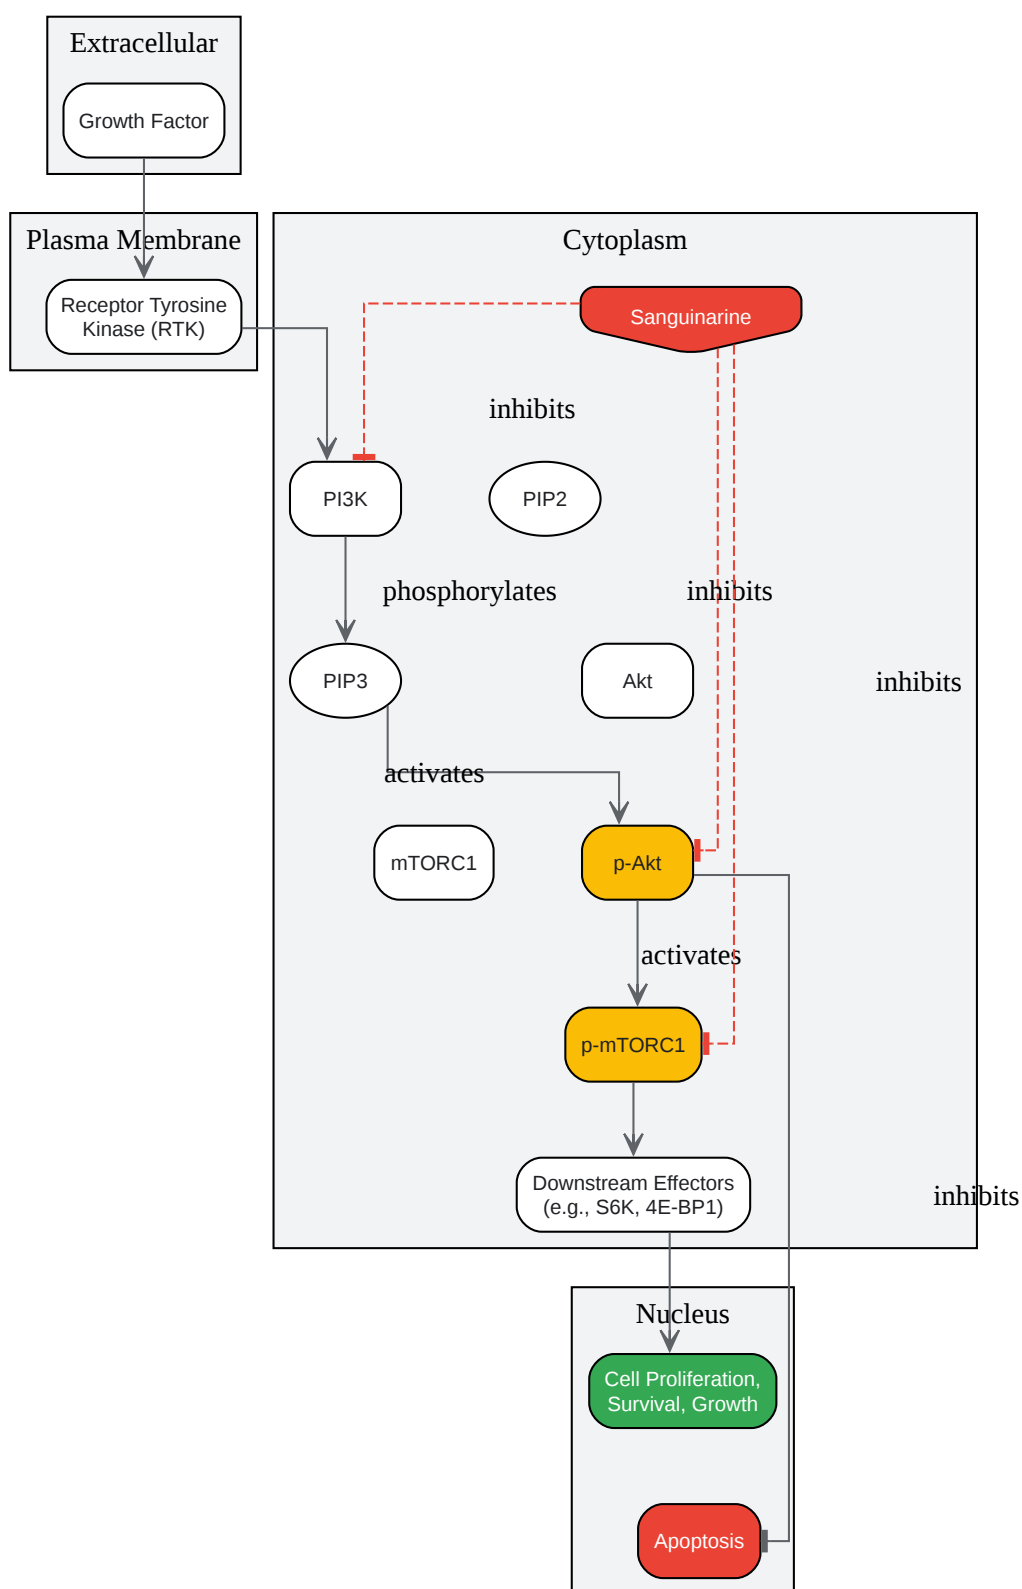 Extracellular
Growth Factor
Plasma Membrane
Receptor Tyrosine
Kinase (RTK)
Cytoplasm
Sanguinarine
inhibits
PI3K
PIP2
phosphorylates
inhibits
PIP3
Akt
inhibits
activates
mTORC1
p-Akt
activates
p-mTORC1
Downstream Effectors
(e.g., S6K, 4E-BP1)
inhibits
Nucleus
Cell Proliferation,
Survival, Growth
Apoptosis